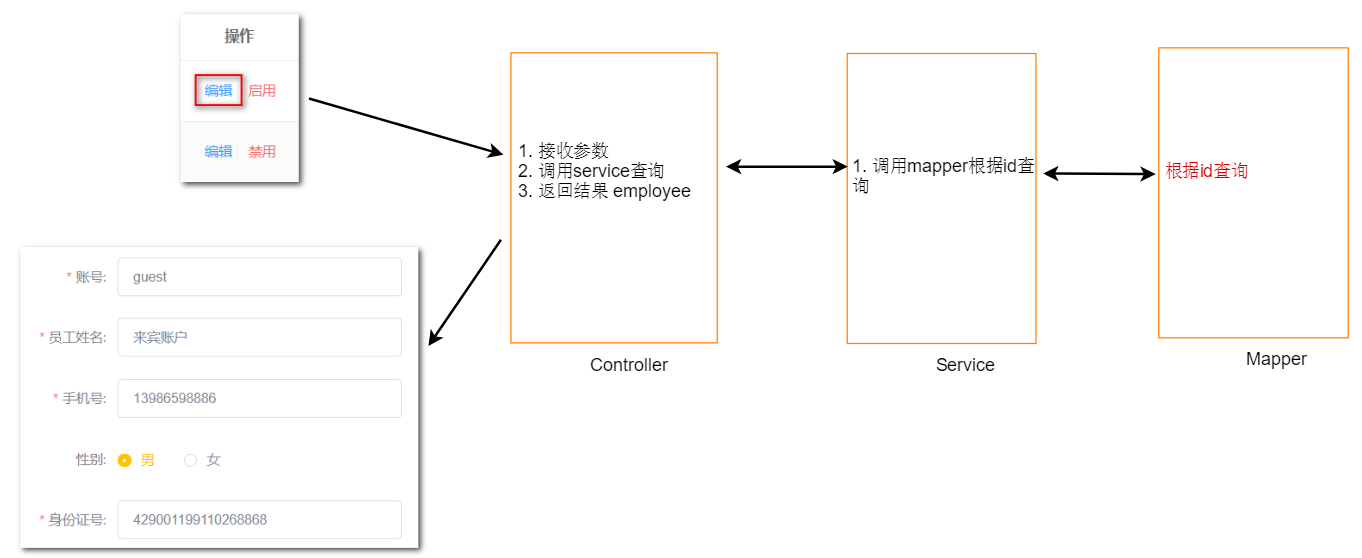 操作
编辑 启用
编辑 禁用
1. 接收参数
2. 调用service查询
3. 返回结果 employee
Controller
1. 调用mapper根据id查
询
Service
根据id查询
Mapper
* 账号: guest
* 员工姓名: 来宾账户
* 手机号: 13986598886
性别: 男 女
* 身份证号: 429001199110268868